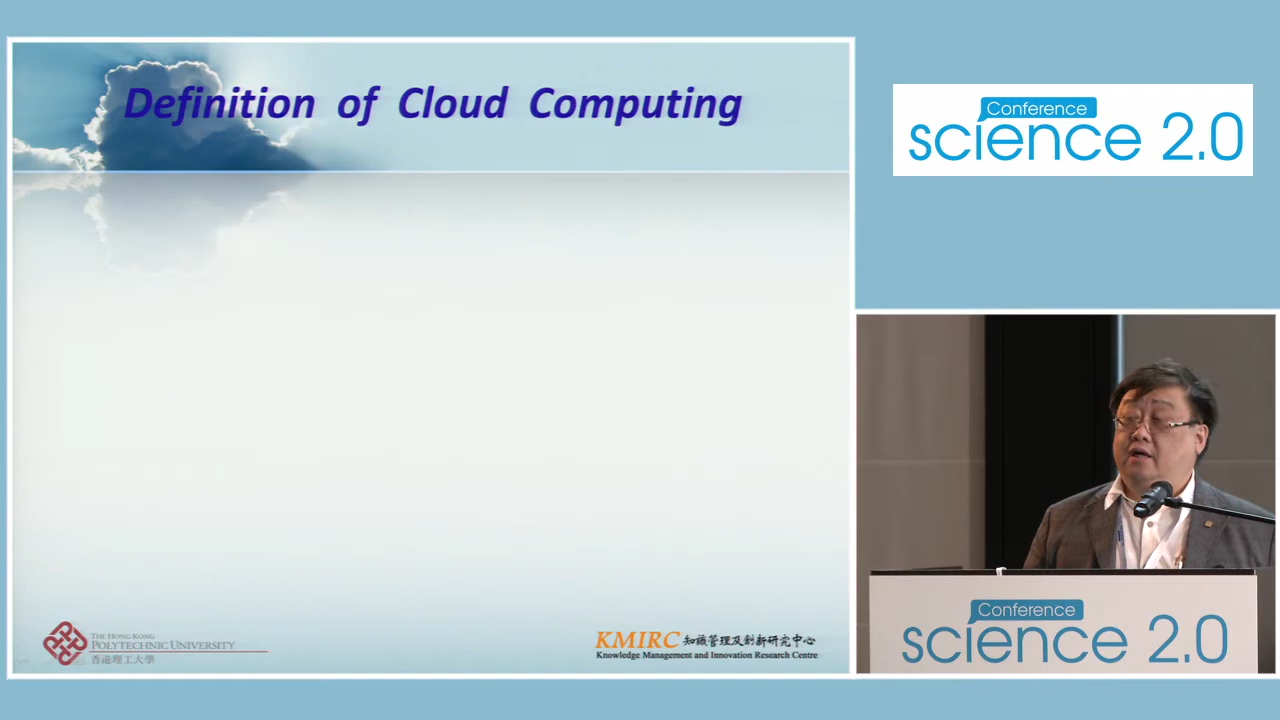 Definition of Cloud Computing
THE HONG KONG
POLYTECHNIC UNIVERSITY
香港理工大學
KMIRC 知識管理及創新研究中心
Knowledge Management and Innovation Research Centre
Conference
science 2.0
Conference
science 2.0